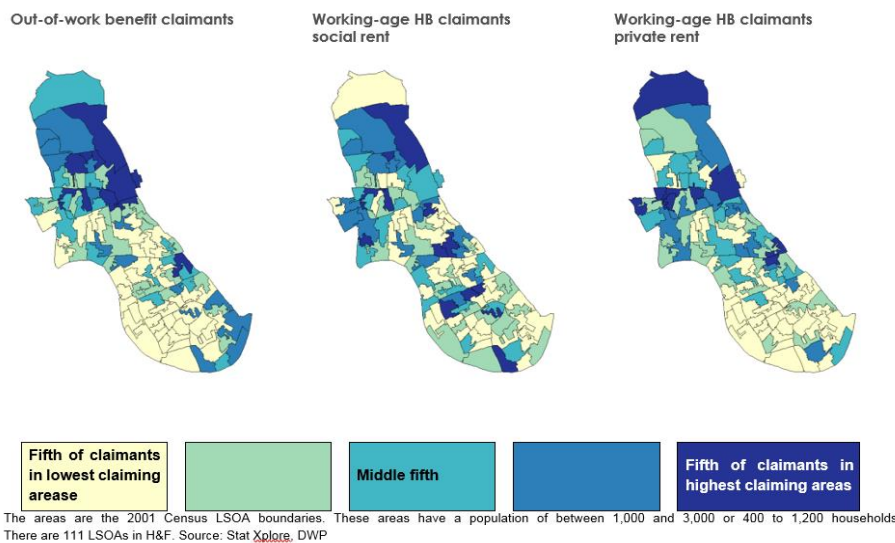 Out-of-work benefit claimants
Working-age HB claimants
social rent
Working-age HB claimants
private rent
Fifth of claimants
in lowest claiming
arease
Middle fifth
Fifth of claimants in
highest claiming areas
The areas are the 2001 Census LSOA boundaries. These areas have a population of between 1,000 and 3,000 or 400 to 1,200 households
There are 111 LSOAs in H&F. Source: Stat Xplore, DWP